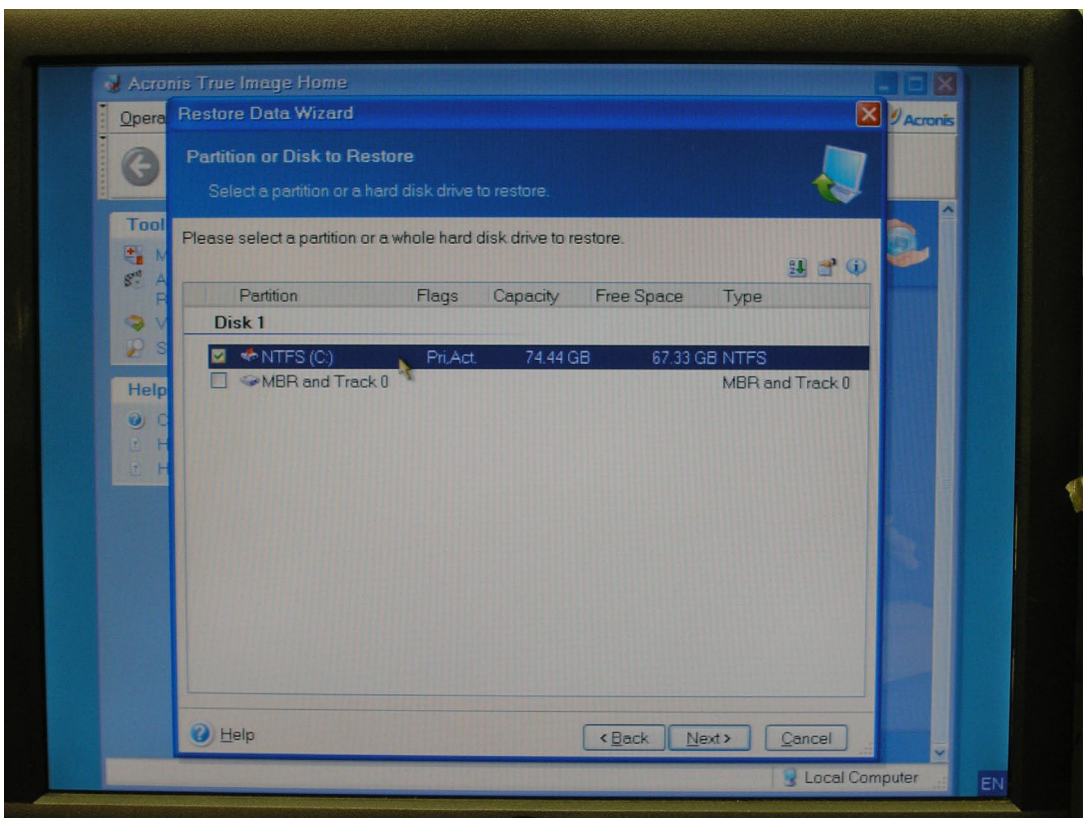 Acronis True Image Home
Opera
Acronis
Restore Data Wizard
Partition or Disk to Restore
Select a partition or a hard disk drive to restore.
Tool
M
A
R
V
S
Help
C
H
H
Please select a partition or a whole hard disk drive to restore.
Partition Flags Capacity Free Space Type
Disk 1
NTFS (C:) Pri,Act. 74.44 GB 67.33 GB NTFS
MBR and Track 0 MBR and Track 0
Help
< Back Next > Cancel
Local Computer
EN